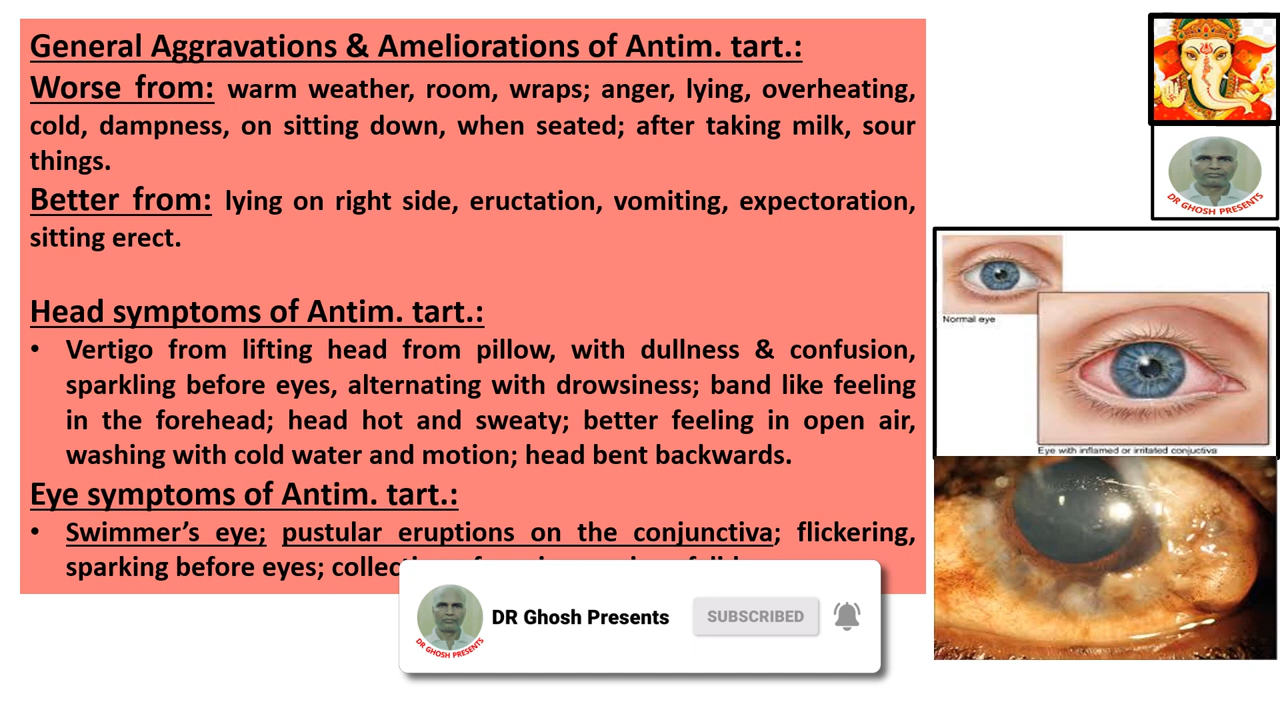 General Aggravations & Ameliorations of Antim. tart.:
Worse from: warm weather, room, wraps; anger, lying, overheating,
cold, dampness, on sitting down, when seated; after taking milk, sour
things.
Better from: lying on right side, eructation, vomiting, expectoration,
sitting erect.
Head symptoms of Antim. tart.:
• Vertigo from lifting head from pillow, with dullness & confusion,
sparkling before eyes, alternating with drowsiness; band like feeling
in the forehead; head hot and sweaty; better feeling in open air,
washing with cold water and motion; head bent backwards.
Eye symptoms of Antim. tart.:
• Swimmer’s eye; pustular eruptions on the conjunctiva; flickering,
sparking before eyes;
DR GHOSH PRESENTS
Normal eye
Eye with inflamed or irritated conjuctiva
DR GHOSH PRESENTS
DR Ghosh Presents
SUBSCRIBED